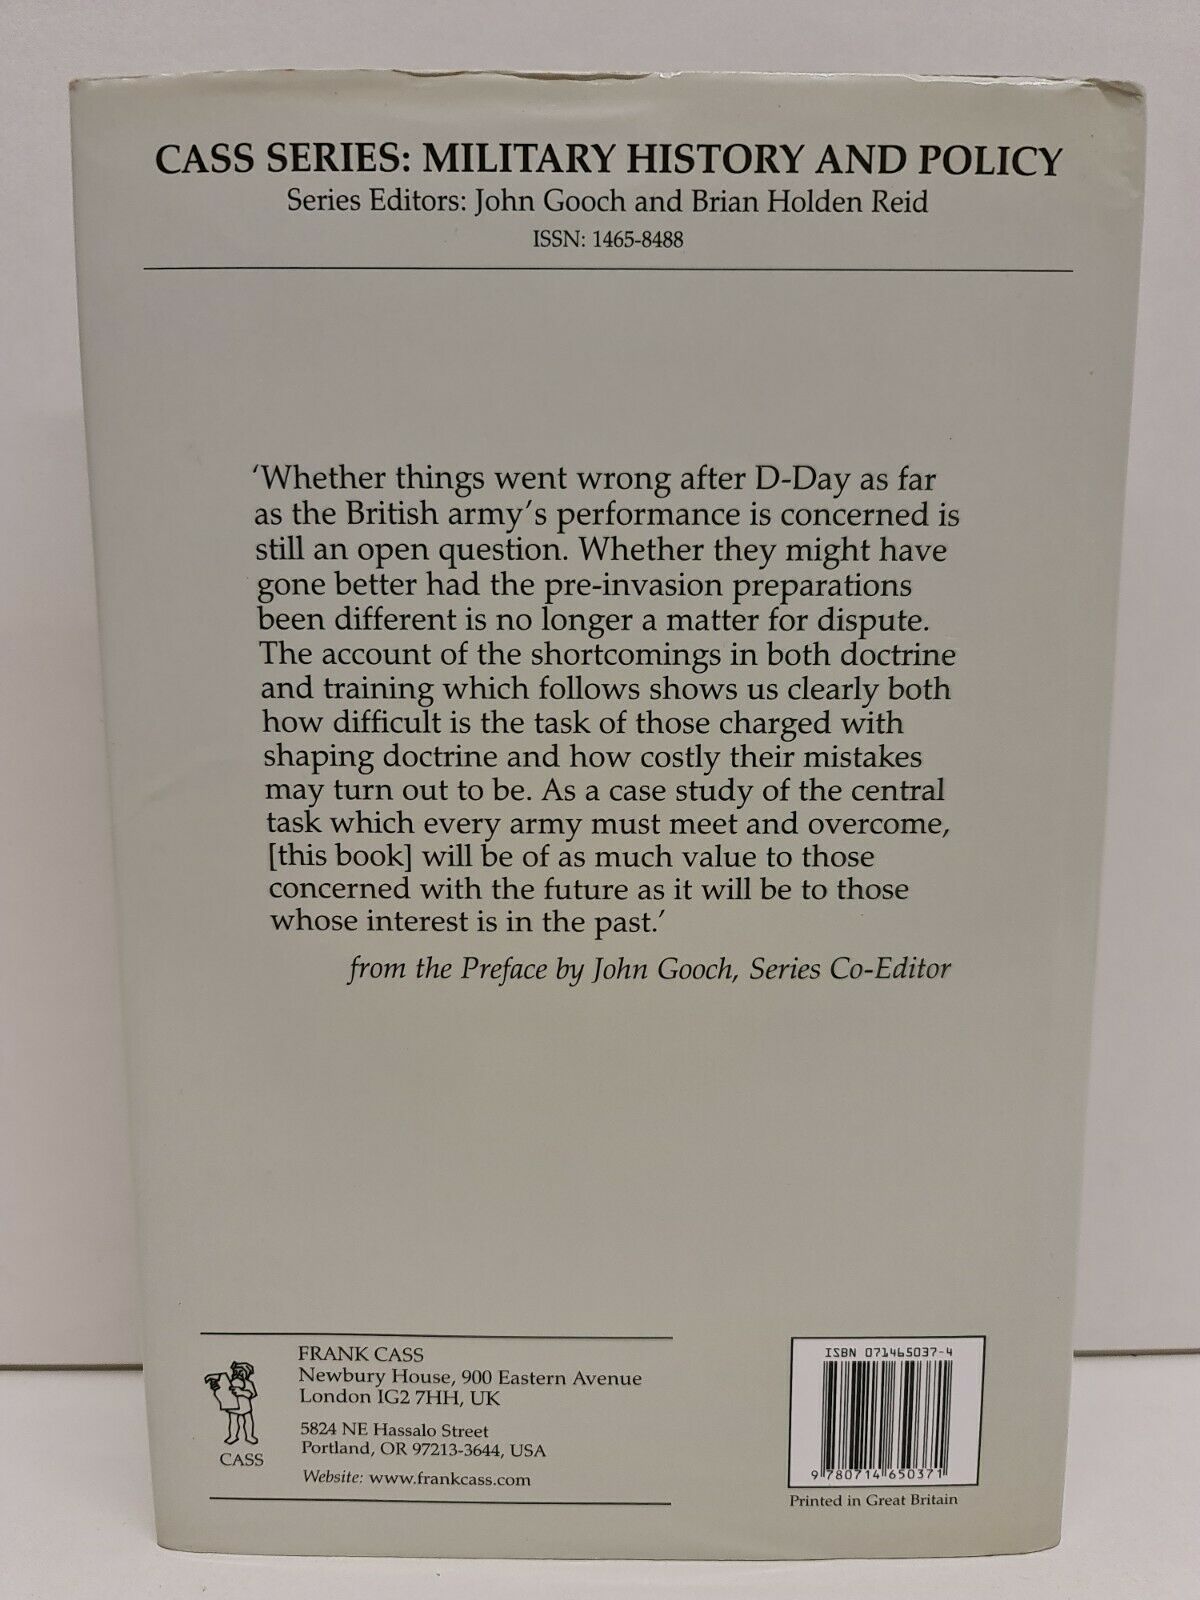 CASS SERIES: MILITARY HISTORY AND POLICY
Series Editors: John Gooch and Brian Holden Reid
ISSN: 1465-8488
‘Whether things went wrong after D-Day as far
as the British army’s performance is concerned is
still an open question. Whether they might have
gone better had the pre-invasion preparations
been different is no longer a matter for dispute.
The account of the shortcomings in both doctrine
and training which follows shows us clearly both
how difficult is the task of those charged with
shaping doctrine and how costly their mistakes
may turn out to be. As a case study of the central
task which every army must meet and overcome,
[this book] will be of as much value to those
concerned with the future as it will be to those
whose interest is in the past.’
from the Preface by John Gooch, Series Co-Editor
CASS
FRANK CASS
Newbury House, 900 Eastern Avenue
London IG2 7HH, UK
5824 NE Hassalo Street
Portland, OR 97213-3644, USA
Website: www.frankcass.com
ISBN 071465037-4
9 780714 650371
Printed in Great Britain